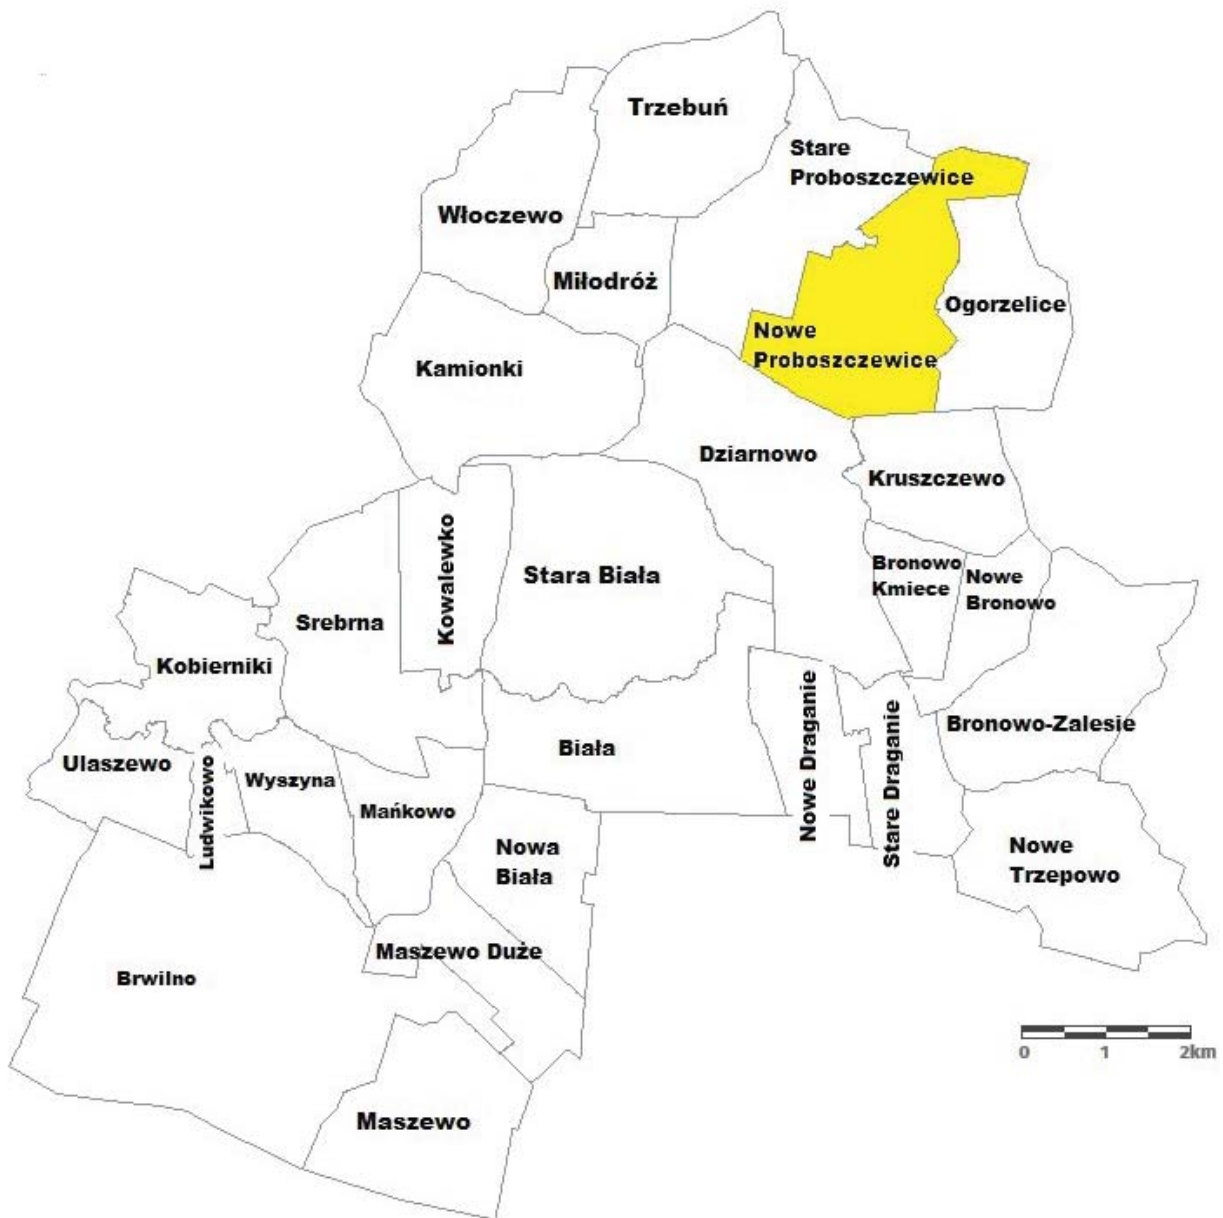 Trzebuń
Stare
Proboszczewice
Włoczewo
Miłodróż
Ogorzelice
Nowe
Proboszczewice
Kamionki
Dziarnowo
Kruszczewo
Kowalewko
Stara Biała
Bronowo
Kmiece
Nowe
Bronowo
Srebrna
Kobierniki
Nowe Draganie
Stare Draganie
Bronowo-Zalesie
Biała
Ulaszewo
Ludwikowo
Wyszyna
Mańkowo
Nowa
Biała
Nowe
Trzepowo
Maszewo Duże
Brwilno
0 1 2km
Maszewo